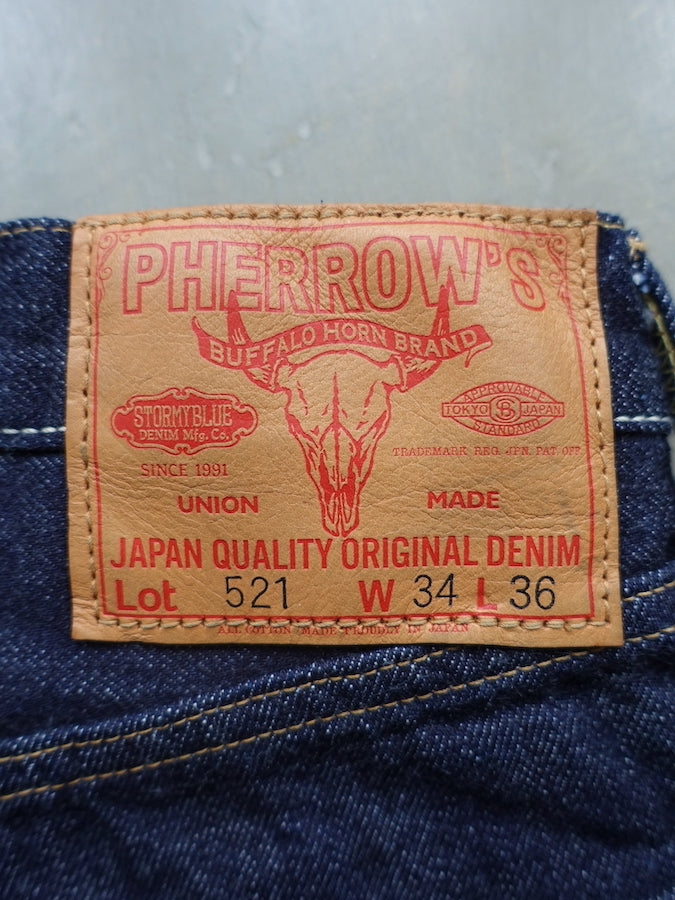 PHERROW'S
BUFFALO HORN BRAND
STORMYBLUE
DENIM Mfg. Co.
SINCE 1991
APPROVABLE
TOKYO SB JAPAN
STANDARD
TRADEMARK REG. JPN. PAT. OFF.
UNION MADE
JAPAN QUALITY ORIGINAL DENIM
Lot 521 W 34 L 36
ALL COTTON MADE PROUDLY IN JAPAN